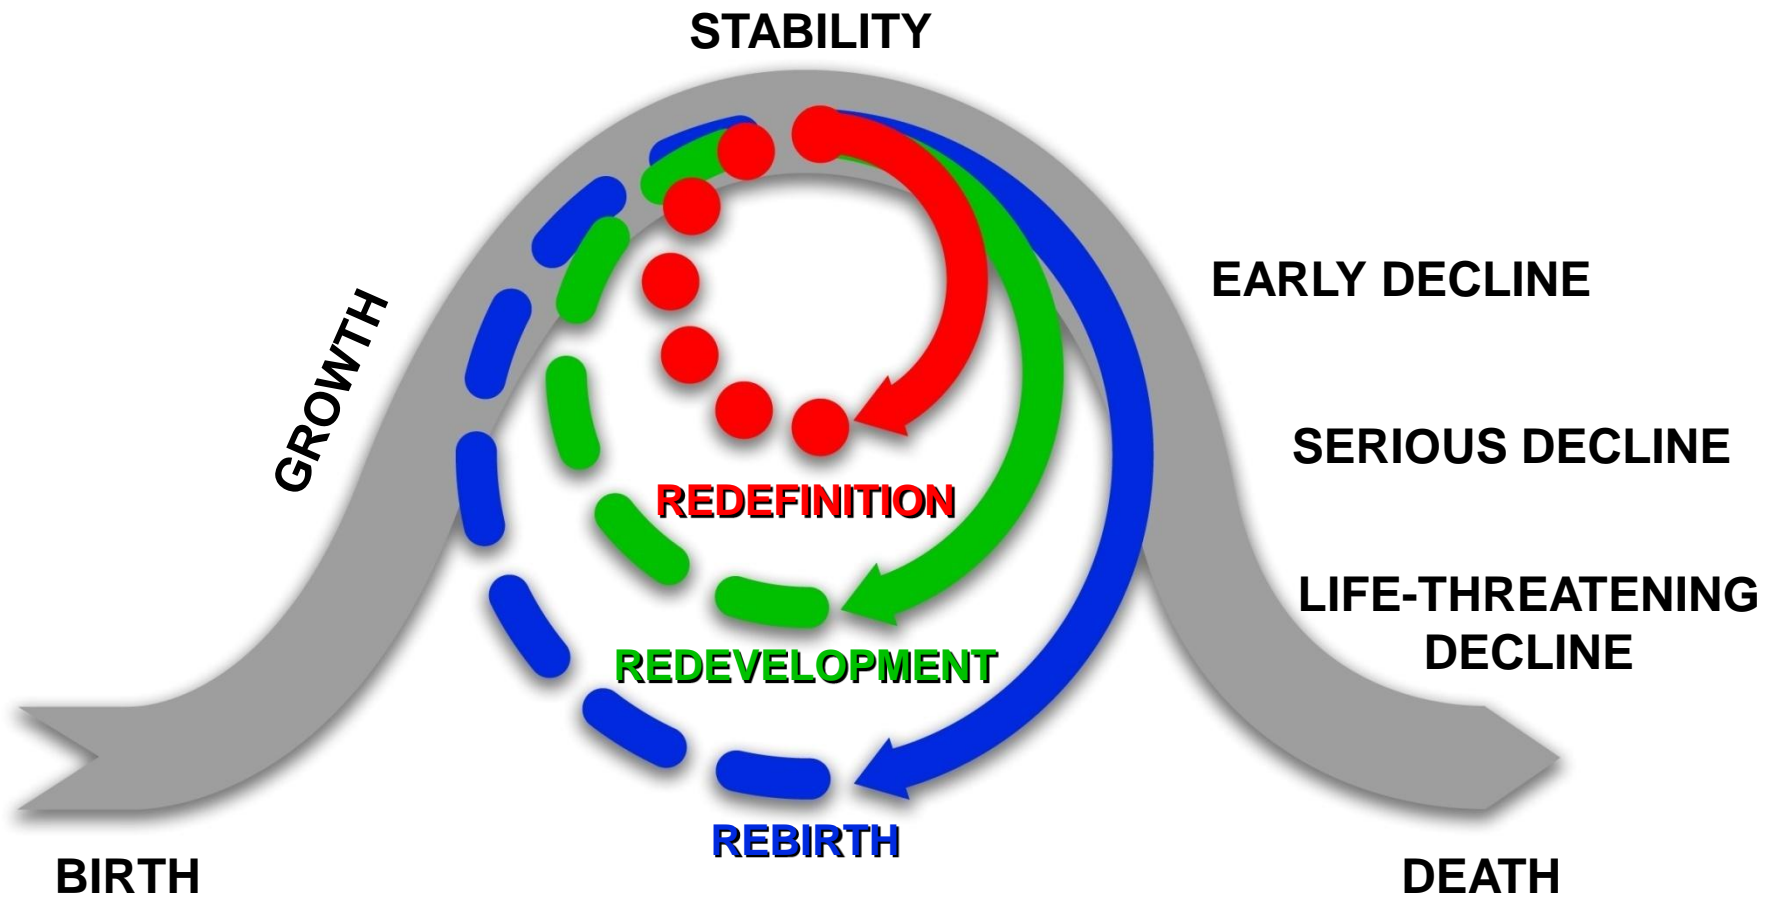 STABILITY
EARLY DECLINE
GROWTH
SERIOUS DECLINE
REDEFINITION
LIFE-THREATENING
DECLINE
REDEVELOPMENT
REBIRTH
BIRTH
DEATH